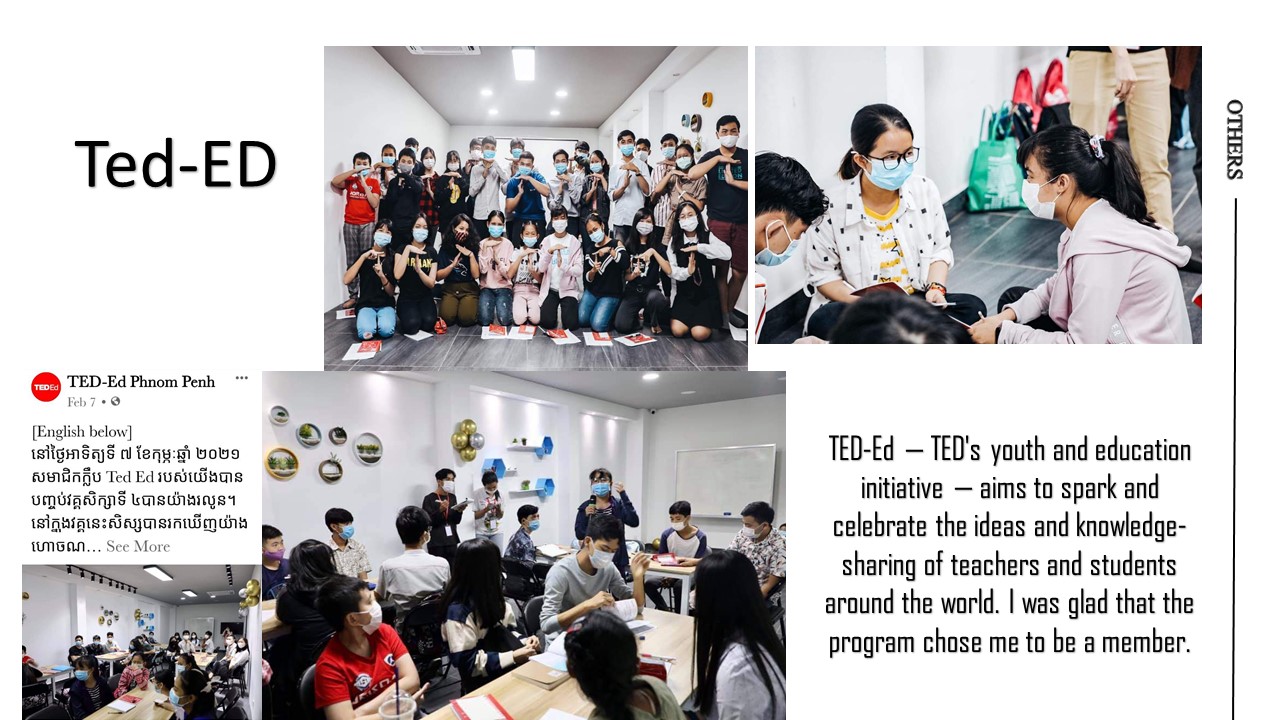 Ted-ED
OTHERS
TEDEd
TED-Ed Phnom Penh
Feb 7 •
[English below]
នៅថ្ងៃអាទិត្យទី ៧ ខែកុម្ភៈឆ្នាំ ២០២១
សមាជិកក្លឹប Ted Ed របស់យើងបាន
បញ្ចប់វគ្គសិក្សាទី ៤បានយ៉ាងរលូន។
នៅក្នុងវគ្គនេះសិស្សបានរកឃើញយ៉ាង
ហោចណ... See More
TED-Ed — TED's youth and education
initiative — aims to spark and
celebrate the ideas and knowledge-
sharing of teachers and students
around the world. I was glad that the
program chose me to be a member.